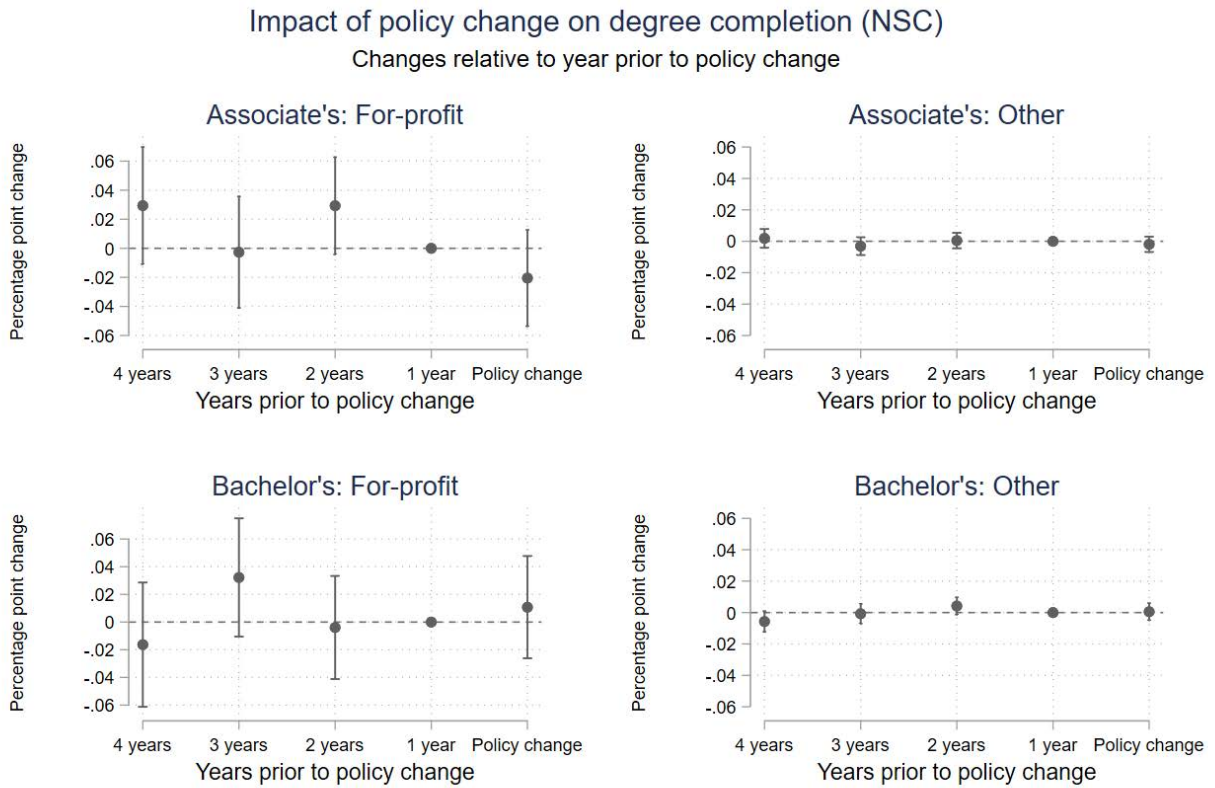 Impact of policy change on degree completion (NSC)
Changes relative to year prior to policy change
Associate's: For-profit
Percentage point change
.06
.04
.02
0
-.02
-.04
-.06
4 years 3 years 2 years 1 year Policy change
Years prior to policy change
Associate's: Other
Percentage point change
.06
.04
.02
0
-.02
-.04
-.06
4 years 3 years 2 years 1 year Policy change
Years prior to policy change
Bachelor's: For-profit
Percentage point change
.06
.04
.02
0
-.02
-.04
-.06
4 years 3 years 2 years 1 year Policy change
Years prior to policy change
Bachelor's: Other
Percentage point change
.06
.04
.02
0
-.02
-.04
-.06
4 years 3 years 2 years 1 year Policy change
Years prior to policy change